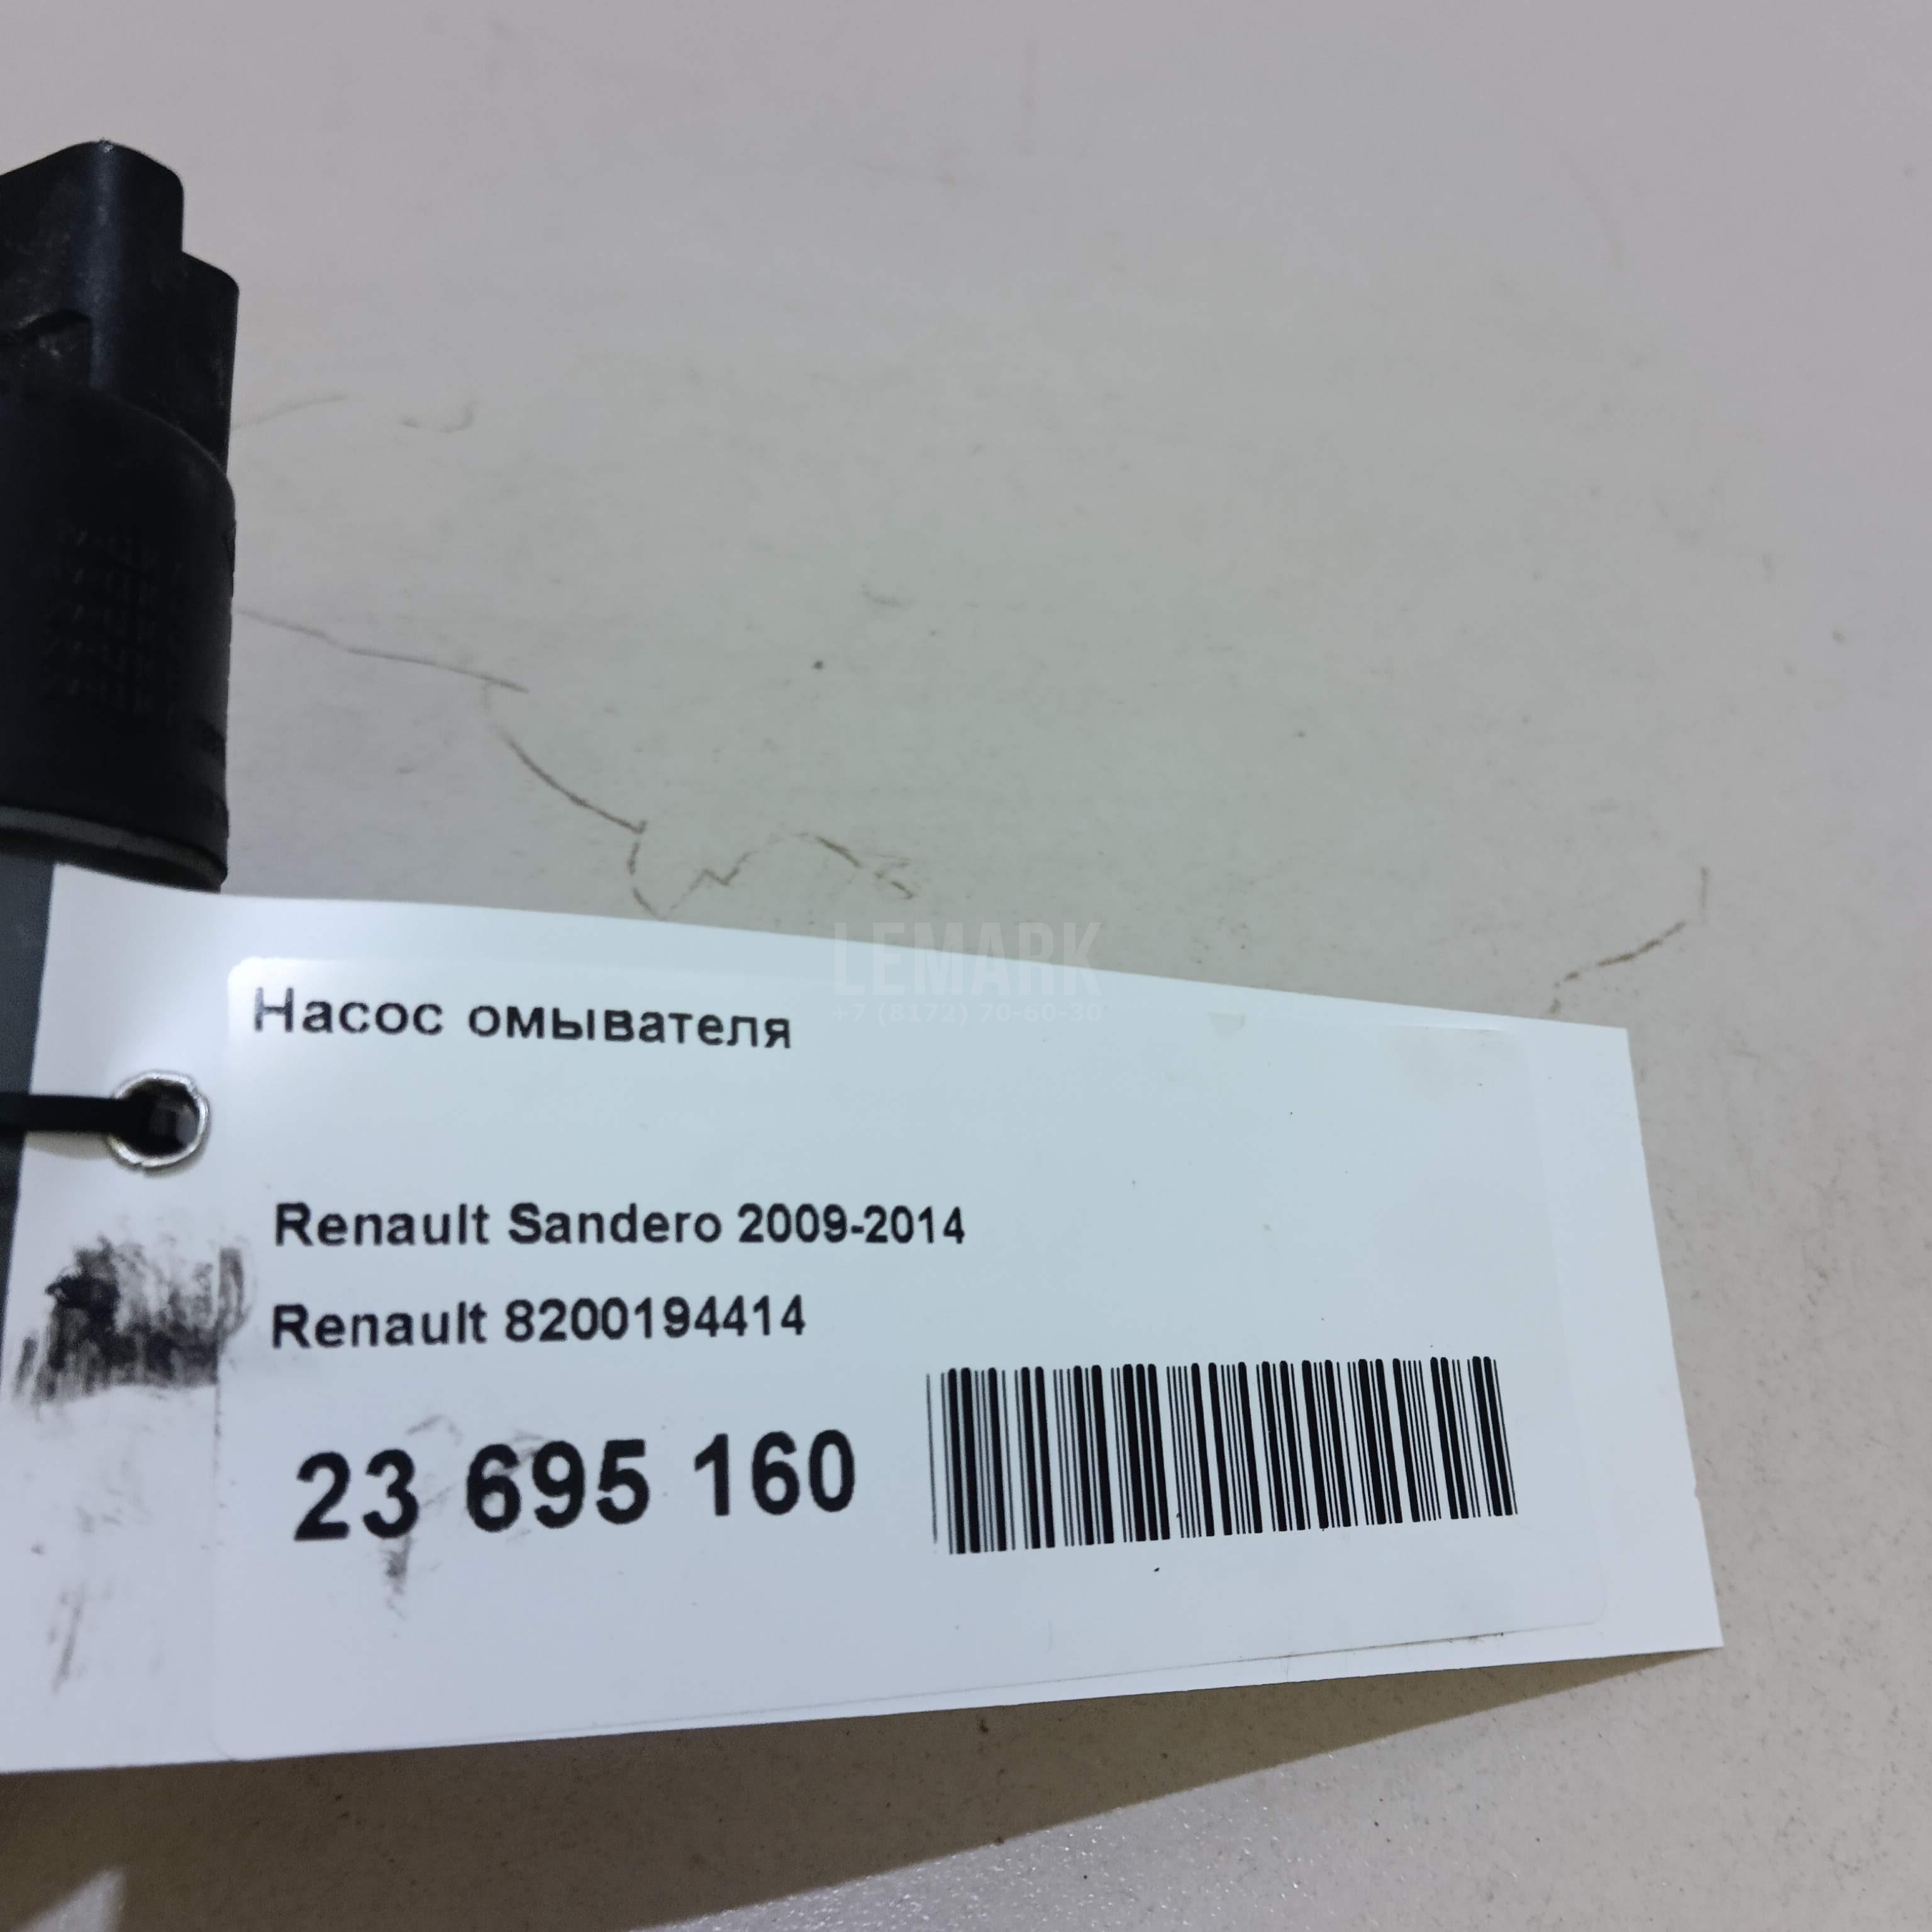 LEMARK
+7 (8172) 70-60-30
Насос омывателя
Renault Sandero 2009-2014
Renault 8200194414
23 695 160